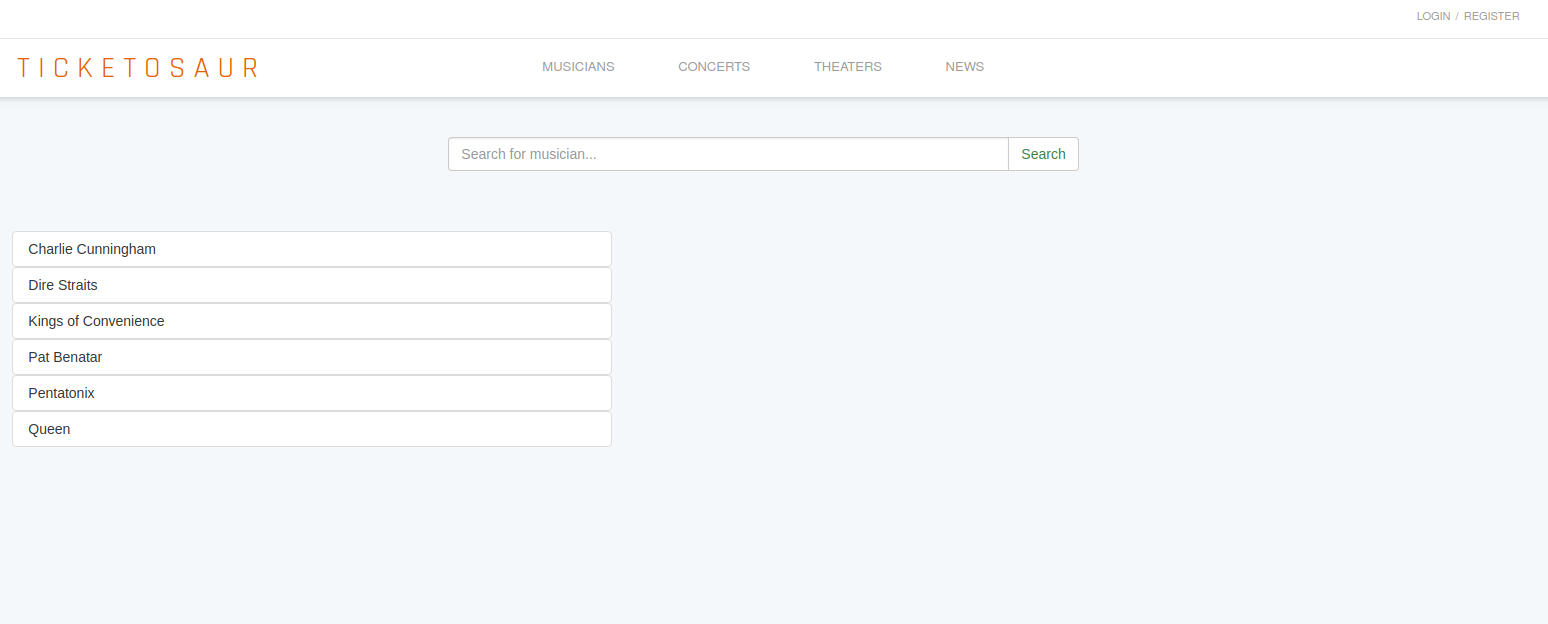 LOGIN / REGISTER
TICKETOSAUR MUSICIANS CONCERTS THEATERS NEWS
Search for musician... Search
Charlie Cunningham
Dire Straits
Kings of Convenience
Pat Benatar
Pentatonix
Queen